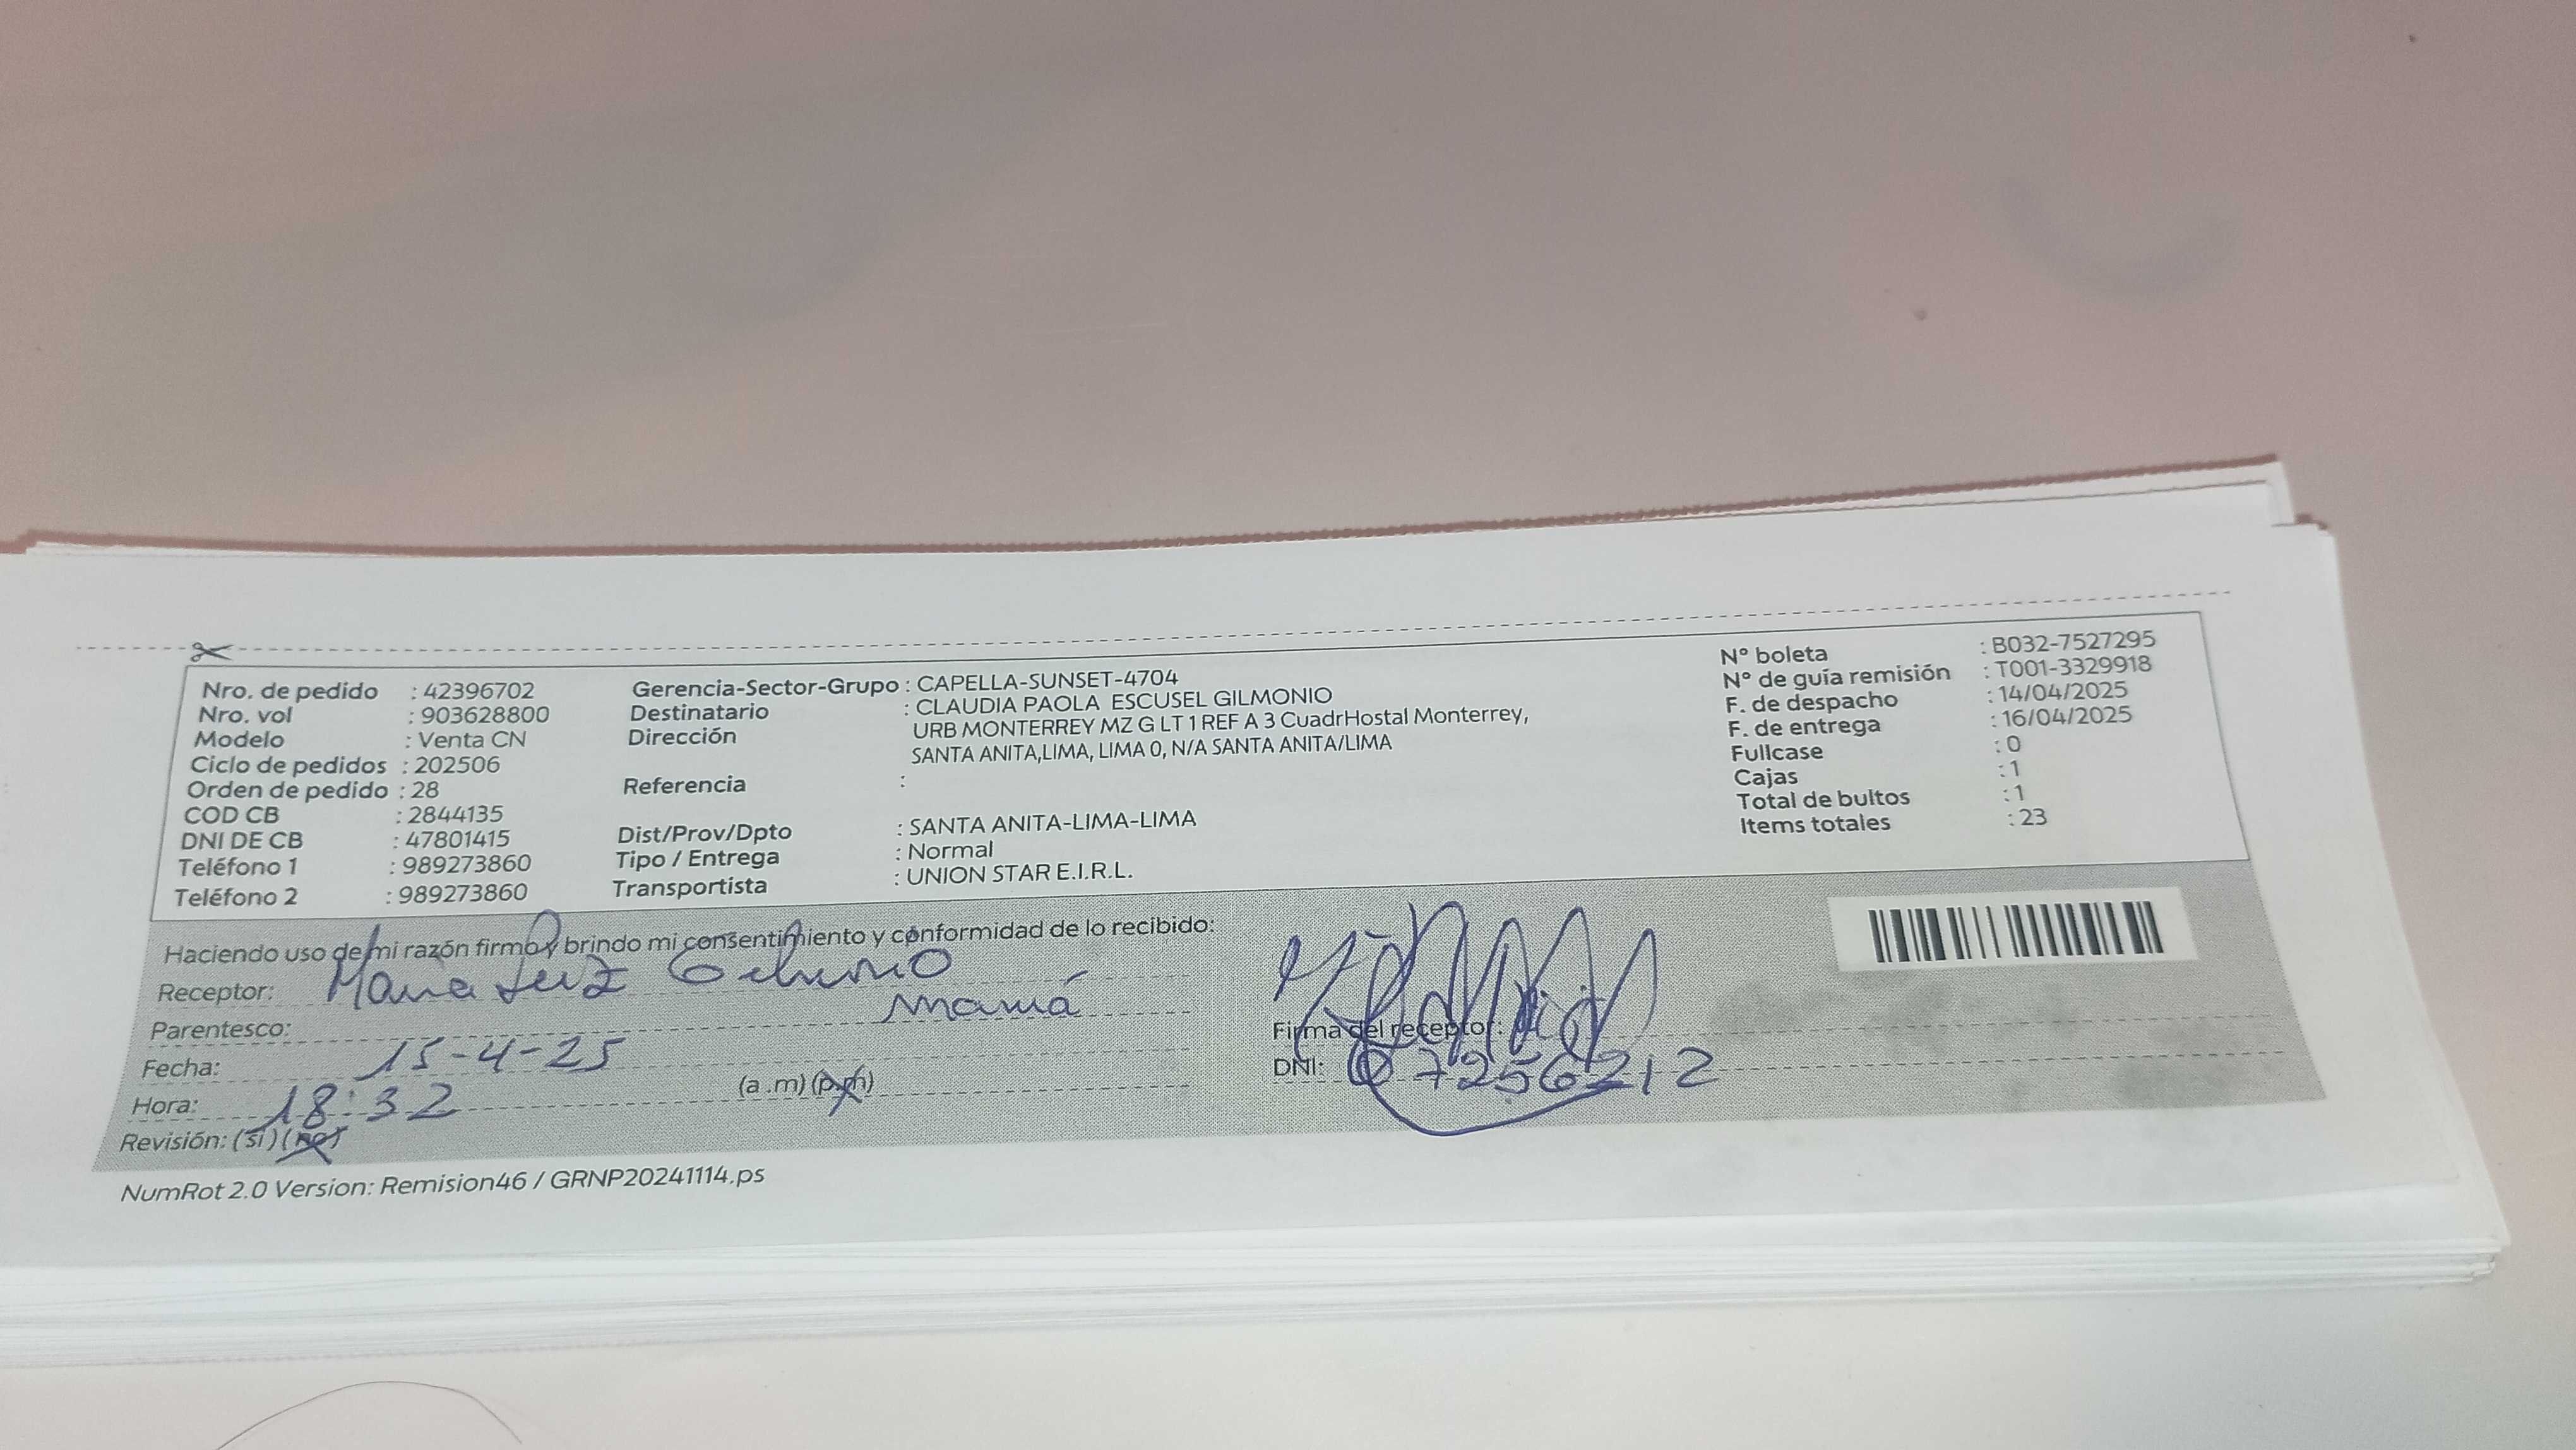 Nro. de pedido : 42396702
Nro. vol : 903628800
Modelo : Venta CN
Ciclo de pedidos : 202506
Orden de pedido : 28
COD CB : 2844135
DNI DE CB : 47801415
Teléfono 1 : 989273860
Teléfono 2 : 989273860
Gerencia-Sector-Grupo : CAPELLA-SUNSET-4704
Destinatario : CLAUDIA PAOLA ESCUSEL GILMONIO
Dirección URB MONTERREY MZ G LT 1 REF A 3 CuadrHostal Monterrey,
SANTA ANITA,LIMA, LIMA 0, N/A SANTA ANITA/LIMA
Referencia :
Dist/Prov/Dpto : SANTA ANITA-LIMA-LIMA
Tipo / Entrega : Normal
Transportista : UNION STAR E.I.R.L.
N° boleta : B032-7527295
N° de guía remisión : T001-3329918
F. de despacho : 14/04/2025
F. de entrega : 16/04/2025
Fullcase : 0
Cajas : 1
Total de bultos : 1
Items totales : 23
Haciendo uso de mi razón firmo y brindo mi consentimiento y conformidad de lo recibido:
Receptor: Maria Luz
Parentesco: mamá
Fecha: 15-4-25
Hora: 18:32 (a .m) (p.m)
Revisión: (si) (no)
Firma del receptor:
DNI: 07256212
NumRot 2.0 Version: Remision46 / GRNP20241114.ps